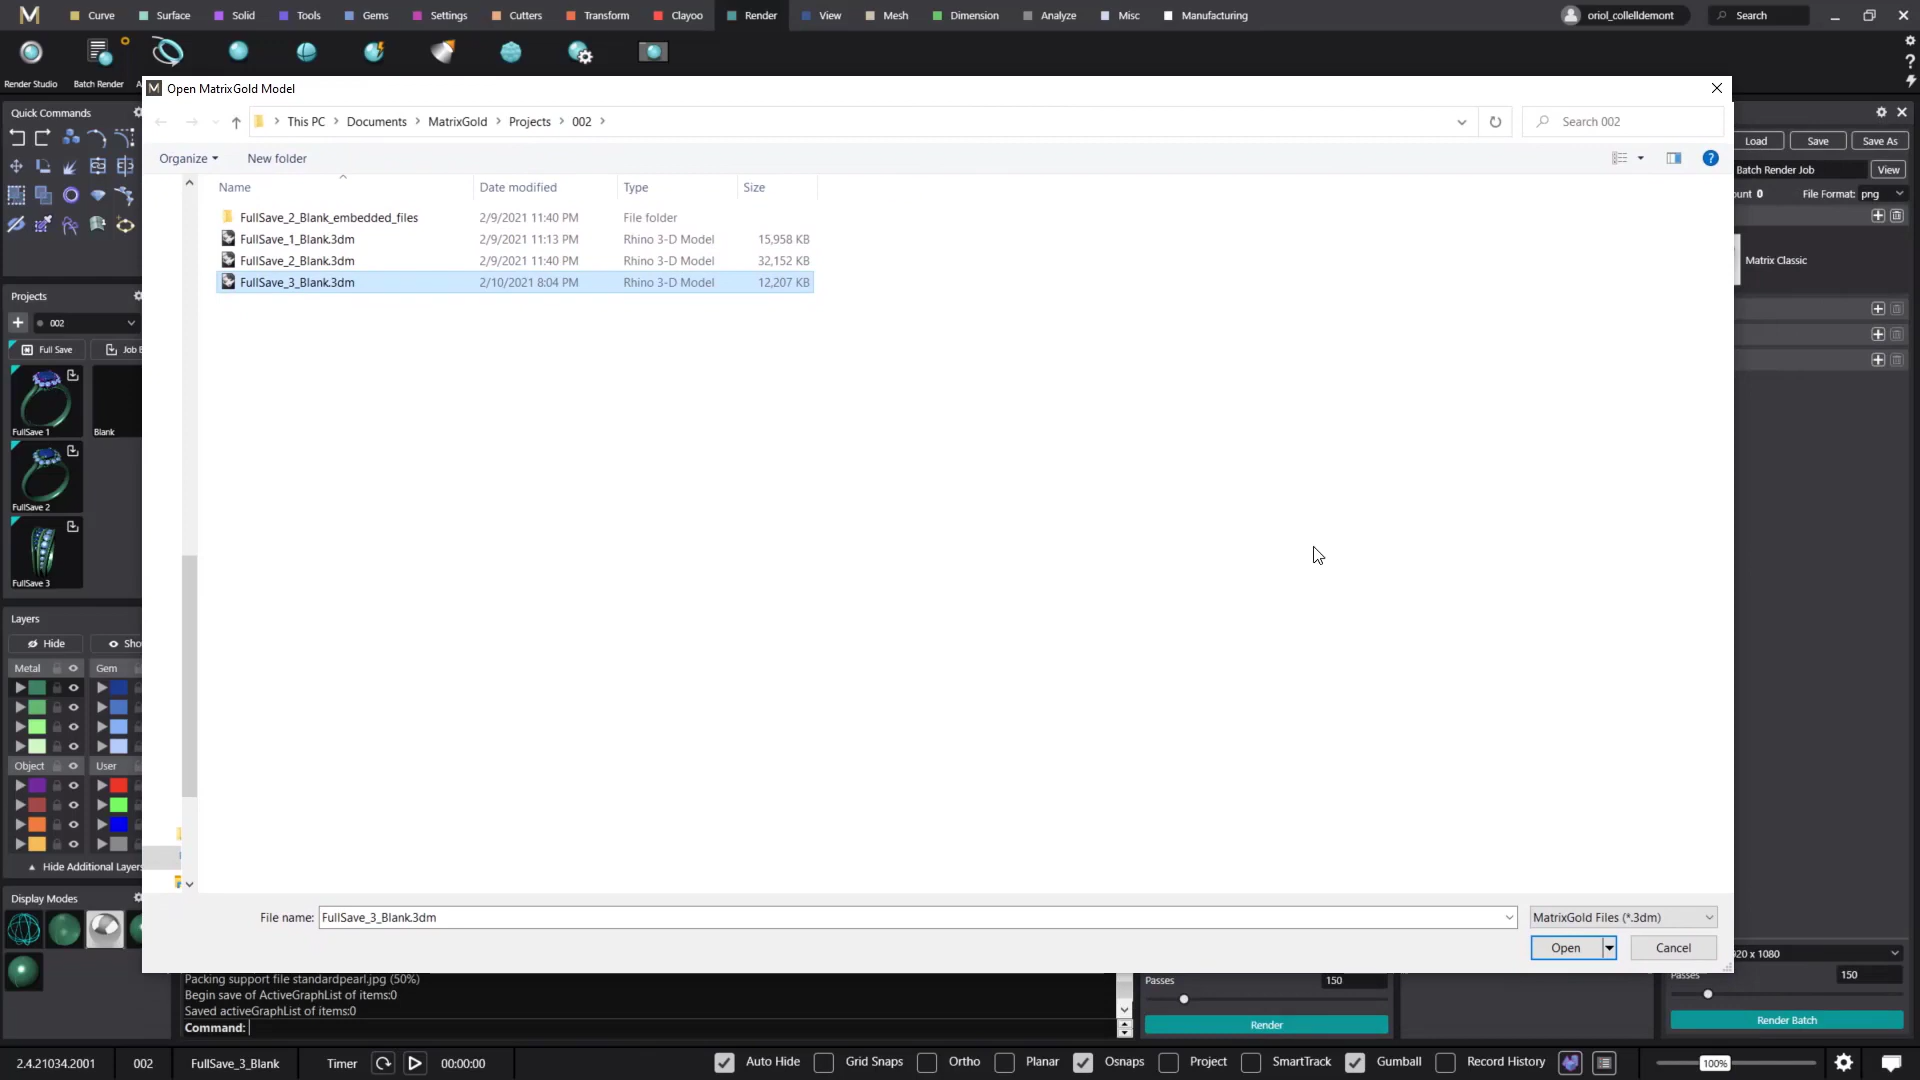 Curve Surface Solid Tools Gems Settings Cutters Transform Clayoo Render View Mesh Dimension Analyze Misc Manufacturing oriol_collelldemont Search
Render Studio Batch Render
Open MatrixGold Model
Quick Commands
This PC Documents MatrixGold Projects 002 Search 002
Load Save Save As
Organize New folder
Batch Render Job View
Name Date modified Type Size
unt 0 File Format: png
FullSave_2_Blank_embedded_files 2/9/2021 11:40 PM File folder
FullSave_1_Blank.3dm 2/9/2021 11:13 PM Rhino 3-D Model 15,958 KB
FullSave_2_Blank.3dm 2/9/2021 11:40 PM Rhino 3-D Model 32,152 KB
Matrix Classic
FullSave_3_Blank.3dm 2/10/2021 8:04 PM Rhino 3-D Model 12,207 KB
Projects
002
Full Save Job
FullSave 1 Blank
FullSave 2
FullSave 3
Layers
Hide Sho
Metal Gem
Object User
Hide Additional Layers
Display Modes
File name: FullSave_3_Blank.3dm MatrixGold Files (*.3dm)
Open Cancel
20 x 1080
Packing support file standardpearl.jpg (50%)
Passes 150
Passes 150
Begin save of ActiveGraphList of items:0
Saved activeGraphList of items:0
Command:
Render Render Batch
2.4.21034.2001 002 FullSave_3_Blank Timer 00:00:00 Auto Hide Grid Snaps Ortho Planar Osnaps Project SmartTrack Gumball Record History 100%